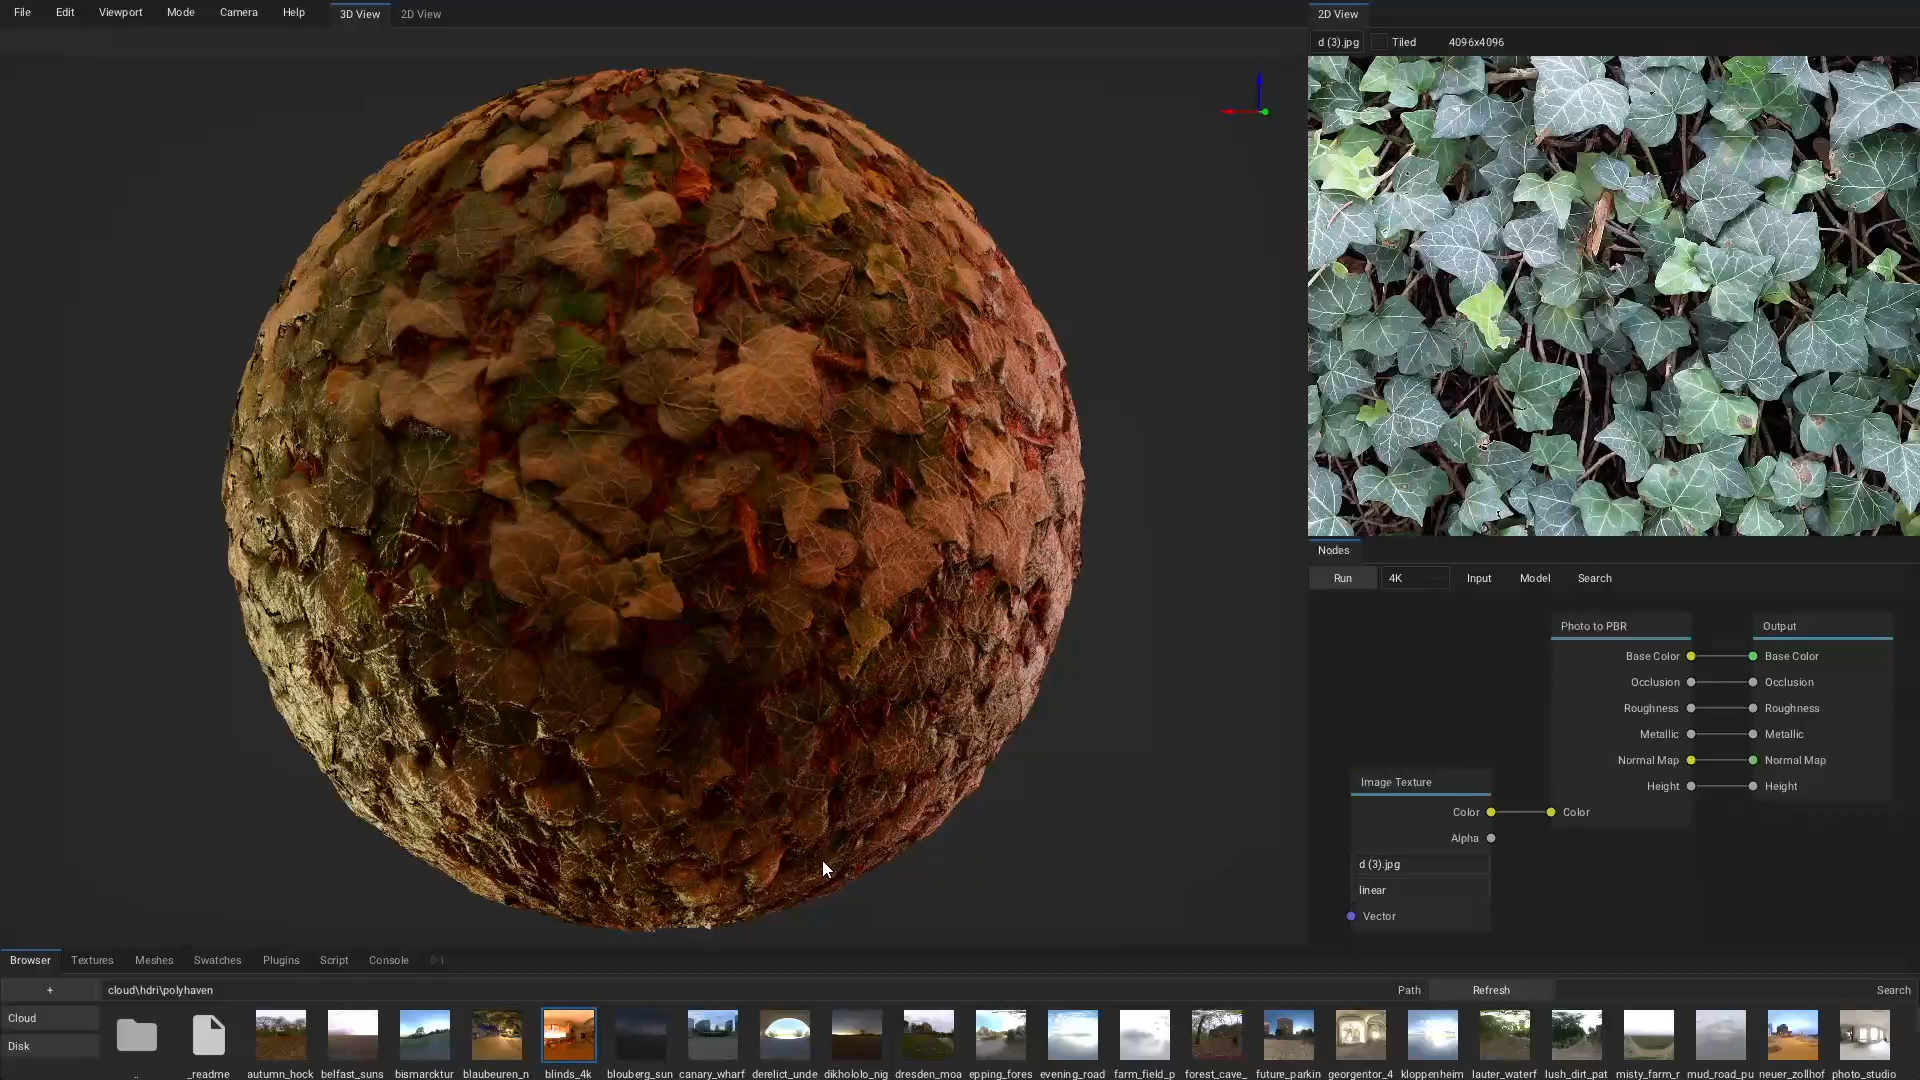 File Edit Viewport Mode Camera Help 3D View 2D View
2D View
d (3).jpg Tiled 4096x4096
Nodes
Run 4K Input Model Search
Photo to PBR Output
Base Color Base Color
Occlusion Occlusion
Roughness Roughness
Metallic Metallic
Normal Map Normal Map
Height Height
Image Texture
Color Color
Alpha
d (3).jpg
linear
Vector
Browser Textures Meshes Swatches Plugins Script Console
+ cloud\hdri\polyhaven Path Refresh Search
Cloud
Disk
.. _readme autumn_hock belfast_suns bismarcktur blaubeuren_n blinds_4k blouberg_sun canary_wharf derelict_unde dikhololo_nig dresden_moa epping_fores evening_road farm_field_p forest_cave_ future_parkin georgentor_4 kloppenheim lauter_waterf lush_dirt_pat misty_farm_r mud_road_pu neuer_zollhof photo_studio